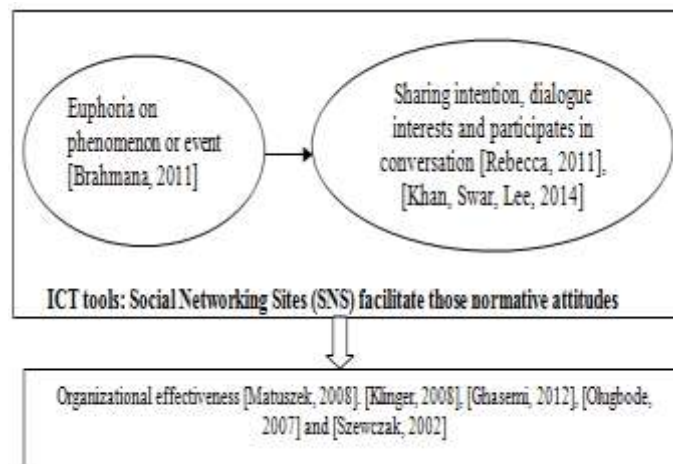 Euphoria on
phenomenon or event
[Brahmana, 2011]
Sharing intention, dialogue
interests and participates in
conversation [Rebecca, 2011],
[Khan, Swar, Lee, 2014]
ICT tools: Social Networking Sites (SNS) facilitate those normative attitudes
Organizational effectiveness [Matuszek, 2008]. [Klinger, 2008], [Ghasemi, 2012], [Olugbode,
2007] and [Szewczak, 2002]